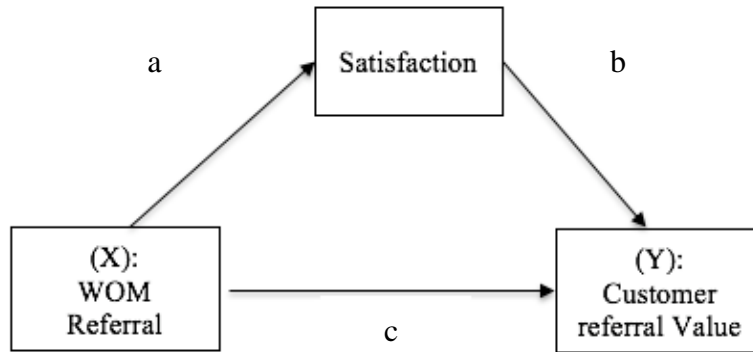 a
Satisfaction
b
(X):
WOM
Referral
(Y):
Customer
referral Value
c